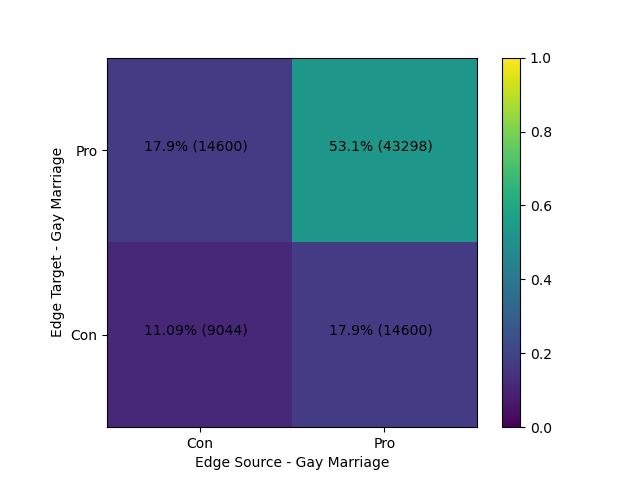 1.0
0.8
0.6
0.4
0.2
0.0
Edge Target - Gay Marriage
Pro
Con
17.9% (14600)
53.1% (43298)
11.09% (9044)
17.9% (14600)
Con
Pro
Edge Source - Gay Marriage